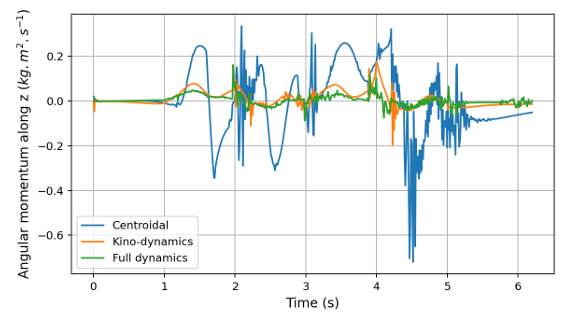 Angular momentum along z (kg. m². s⁻¹)
0.2
0.0
−0.2
−0.4
−0.6
Centroidal
Kino-dynamics
Full dynamics
0 1 2 3 4 5 6
Time (s)